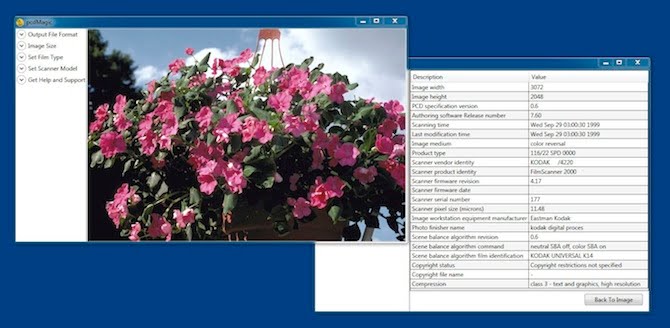 pcdMagic
Output File Format
Image Size
Set Film Type
Set Scanner Model
Get Help and Support
Description Value
Image width 3072
Image height 2048
PCD specification version 0.6
Authoring software Release number 7.60
Scanning time Wed Sep 29 03:00:30 1999
Last modification time Wed Sep 29 03:00:30 1999
Image medium color reversal
Product type 116/22 SPD 0000
Scanner vendor identity KODAK /4220
Scanner product identity FilmScanner 2000
Scanner firmware revision 4.17
Scanner firmware date
Scanner serial number 177
Scanner pixel size (microns) 11.48
Image workstation equipment manufacturer Eastman Kodak
Photo finisher name kodak digital proces
Scene balance algorithm revision 0.6
Scene balance algorithm command neutral SBA off, color SBA on
Scene balance algorithm film identification KODAK UNIVERSAL K14
Copyright status Copyright restrictions not specified
Copyright file name -
Compression class 3 - text and graphics, high resolution
Back To Image